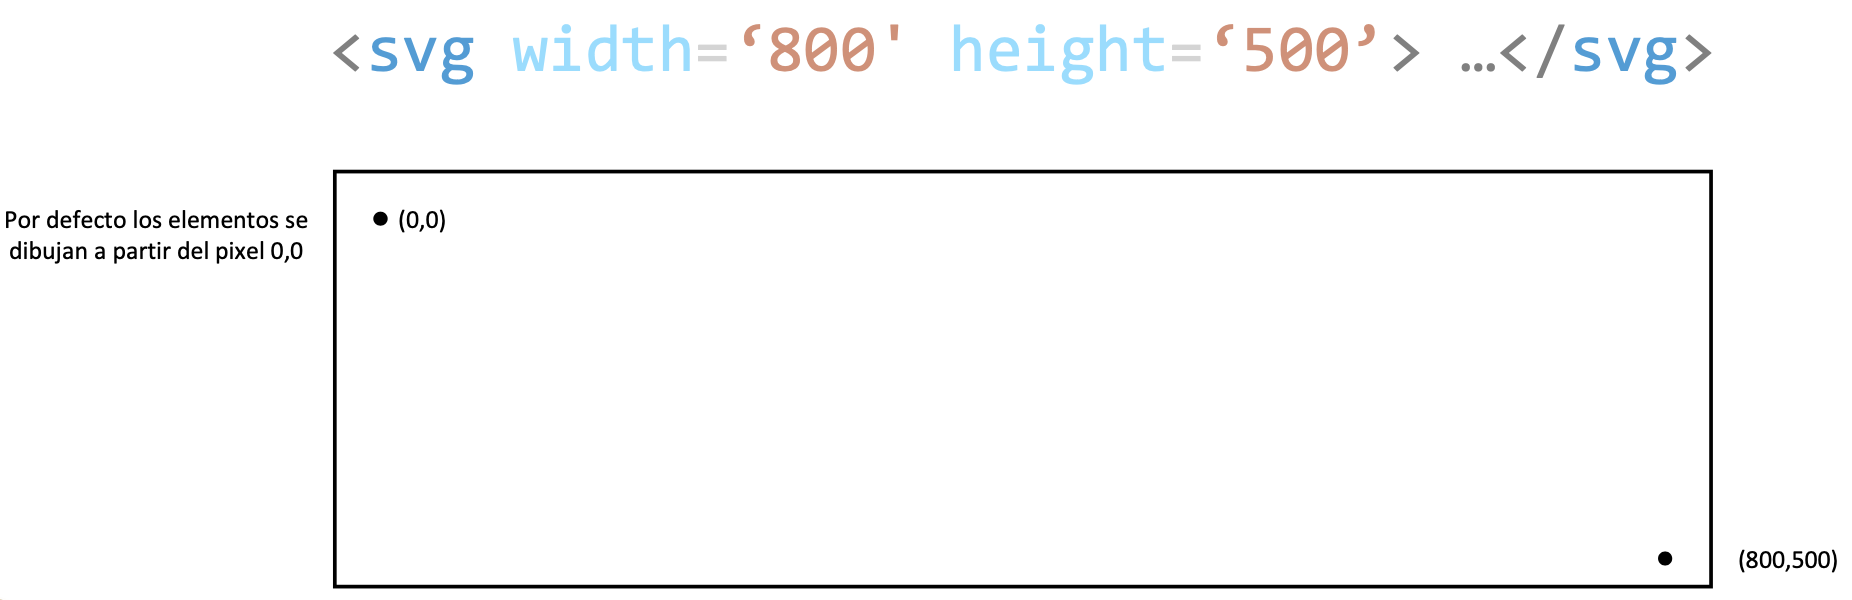 <svg width=‘800' height=‘500’> …</svg>
Por defecto los elementos se
dibujan a partir del pixel 0,0
(0,0)
(800,500)